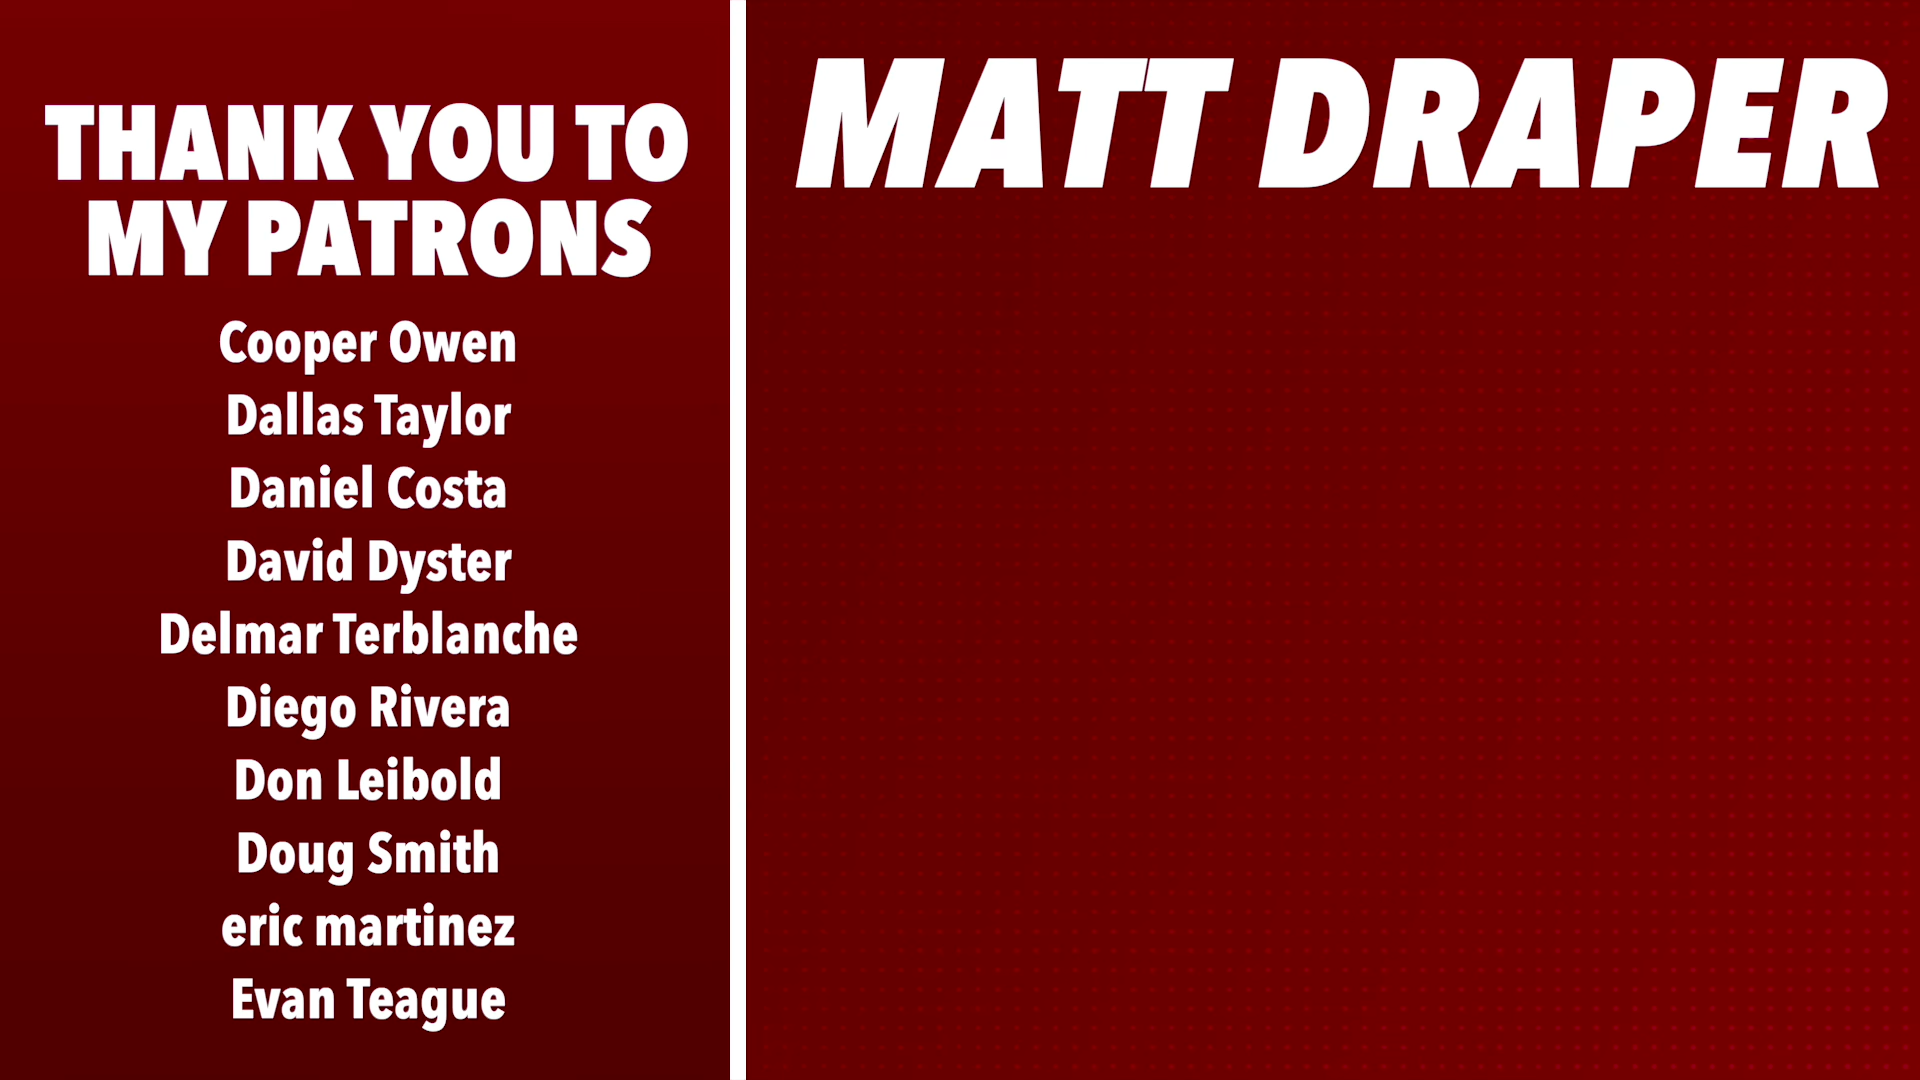 THANK YOU TO
MY PATRONS
Cooper Owen
Dallas Taylor
Daniel Costa
David Dyster
Delmar Terblanche
Diego Rivera
Don Leibold
Doug Smith
eric martinez
Evan Teague
MATT DRAPER